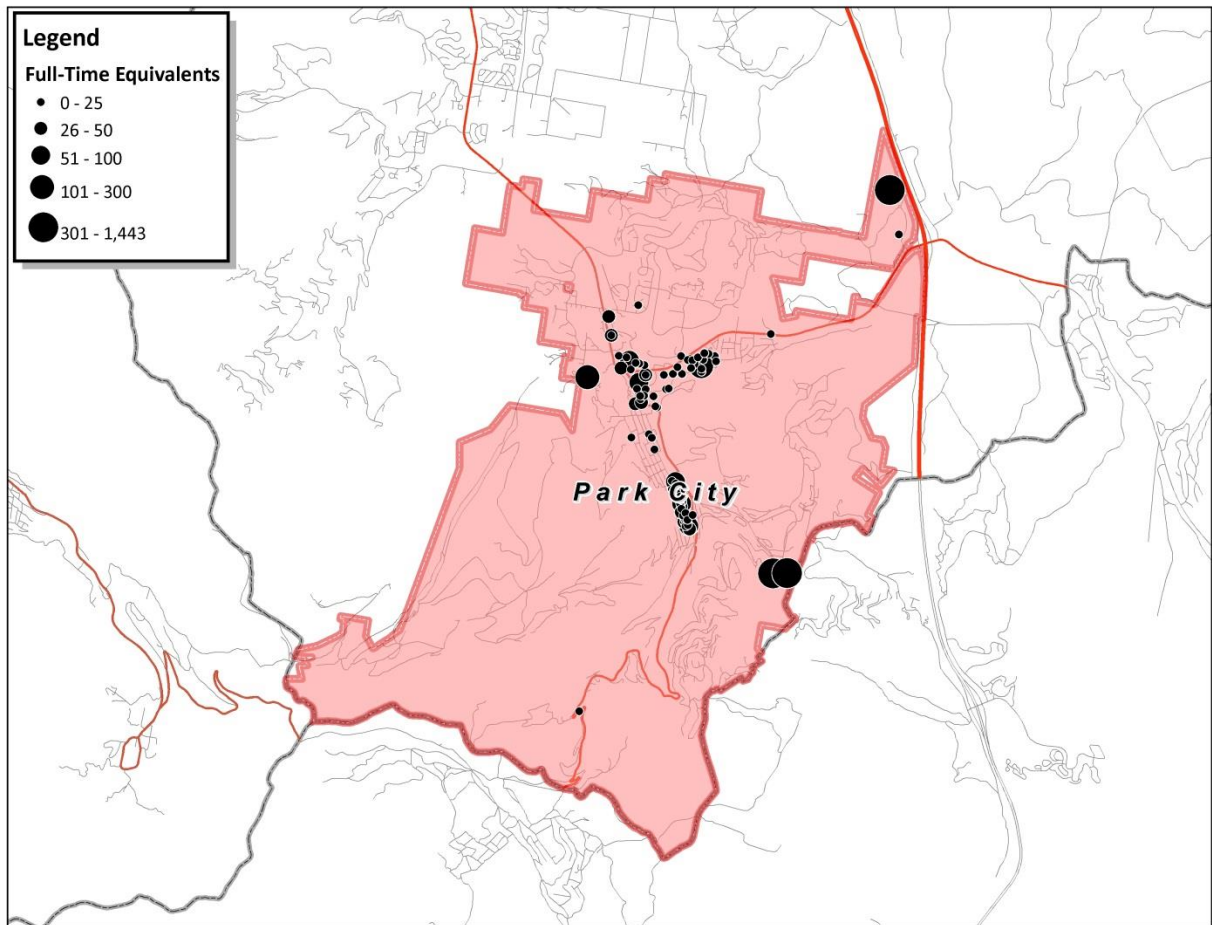 Legend
Full-Time Equivalents
0 - 25
26 - 50
51 - 100
101 - 300
301 - 1,443
Park City